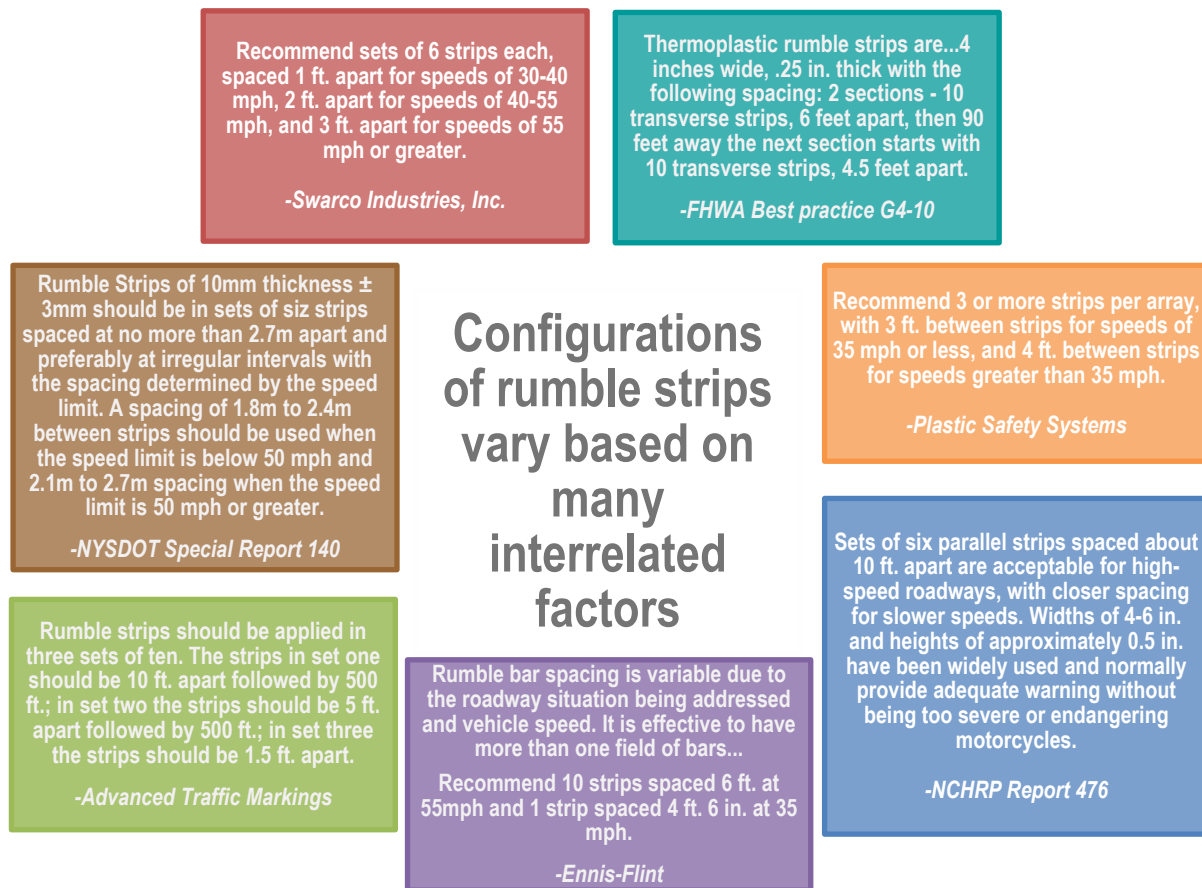 Recommend sets of 6 strips each,
spaced 1 ft. apart for speeds of 30-40
mph, 2 ft. apart for speeds of 40-55
mph, and 3 ft. apart for speeds of 55
mph or greater.
-Swarco Industries, Inc.
Thermoplastic rumble strips are...4
inches wide, .25 in. thick with the
following spacing: 2 sections - 10
transverse strips, 6 feet apart, then 90
feet away the next section starts with
10 transverse strips, 4.5 feet apart.
-FHWA Best practice G4-10
Rumble Strips of 10mm thickness ±
3mm should be in sets of siz strips
spaced at no more than 2.7m apart and
preferably at irregular intervals with
the spacing determined by the speed
limit. A spacing of 1.8m to 2.4m
between strips should be used when
the speed limit is below 50 mph and
2.1m to 2.7m spacing when the speed
limit is 50 mph or greater.
-NYSDOT Special Report 140
Configurations
of rumble strips
vary based on
many
interrelated
factors
Recommend 3 or more strips per array,
with 3 ft. between strips for speeds of
35 mph or less, and 4 ft. between strips
for speeds greater than 35 mph.
-Plastic Safety Systems
Sets of six parallel strips spaced about
10 ft. apart are acceptable for high-
speed roadways, with closer spacing
for slower speeds. Widths of 4-6 in.
and heights of approximately 0.5 in.
have been widely used and normally
provide adequate warning without
being too severe or endangering
motorcycles.
-NCHRP Report 476
Rumble strips should be applied in
three sets of ten. The strips in set one
should be 10 ft. apart followed by 500
ft.; in set two the strips should be 5 ft.
apart followed by 500 ft.; in set three
the strips should be 1.5 ft. apart.
-Advanced Traffic Markings
Rumble bar spacing is variable due to
the roadway situation being addressed
and vehicle speed. It is effective to have
more than one field of bars...
Recommend 10 strips spaced 6 ft. at
55mph and 1 strip spaced 4 ft. 6 in. at 35
mph.
-Ennis-Flint